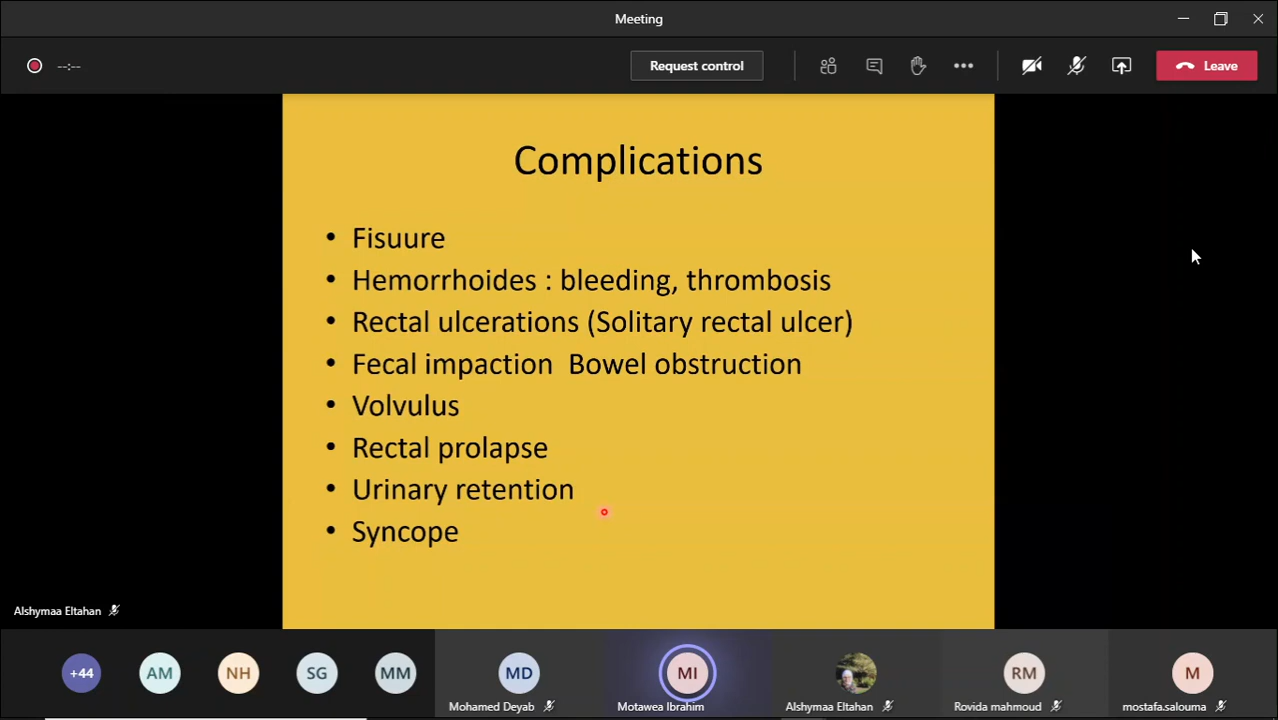 Meeting
--:--
Request control
Leave
Complications
• Fisuure
• Hemorrhoides : bleeding, thrombosis
• Rectal ulcerations (Solitary rectal ulcer)
• Fecal impaction  Bowel obstruction
• Volvulus
• Rectal prolapse
• Urinary retention
• Syncope
Alshymaa Eltahan
+44
AM
NH
SG
MM
MD
MI
RM
M
Mohamed Deyab
Motawea Ibrahim
Alshymaa Eltahan
Rovida mahmoud
mostafa.salouma